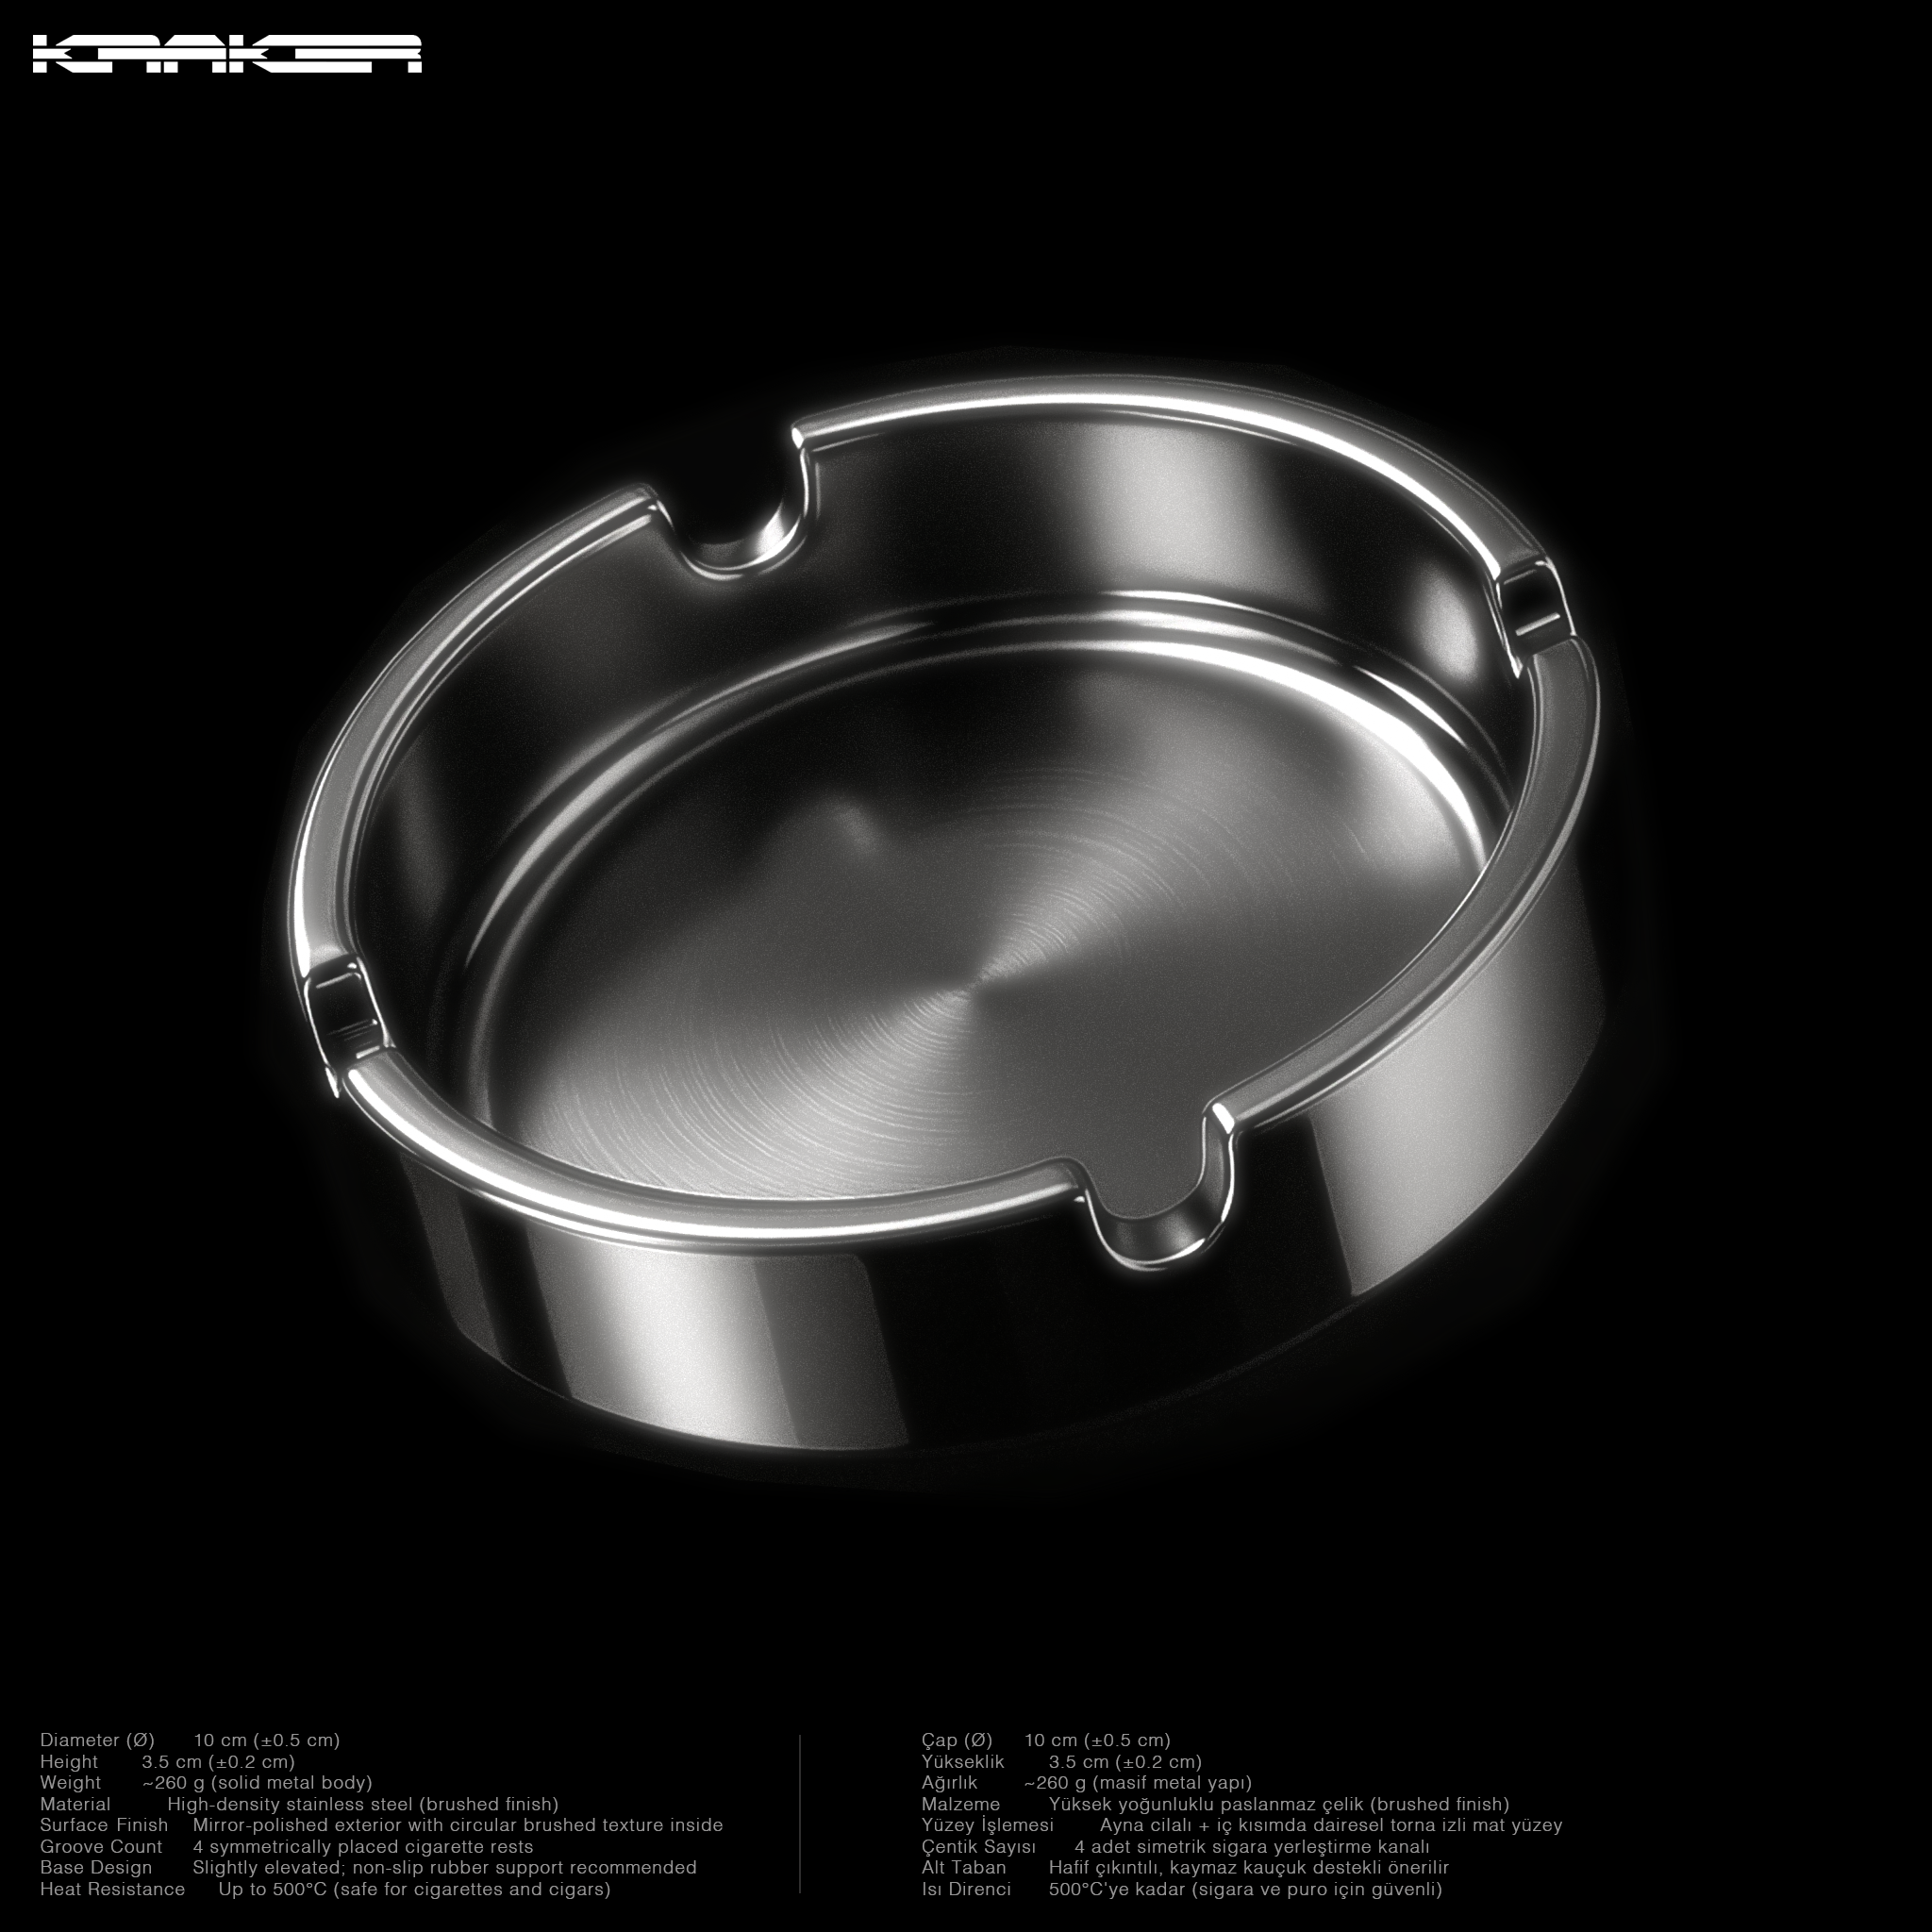 KRAAKER
Diameter (Ø) 10 cm (±0.5 cm)
Height 3.5 cm (±0.2 cm)
Weight ~260 g (solid metal body)
Material High-density stainless steel (brushed finish)
Surface Finish Mirror-polished exterior with circular brushed texture inside
Groove Count 4 symmetrically placed cigarette rests
Base Design Slightly elevated; non-slip rubber support recommended
Heat Resistance Up to 500°C (safe for cigarettes and cigars)
Çap (Ø) 10 cm (±0.5 cm)
Yükseklik 3.5 cm (±0.2 cm)
Ağırlık ~260 g (masif metal yapı)
Malzeme Yüksek yoğunluklu paslanmaz çelik (brushed finish)
Yüzey İşlemesi Ayna cilalı + iç kısımda dairesel torna izli mat yüzey
Çentik Sayısı 4 adet simetrik sigara yerleştirme kanalı
Alt Taban Hafif çıkıntılı, kaymaz kauçuk destekli önerilir
Isı Direnci 500°C'ye kadar (sigara ve puro için güvenli)